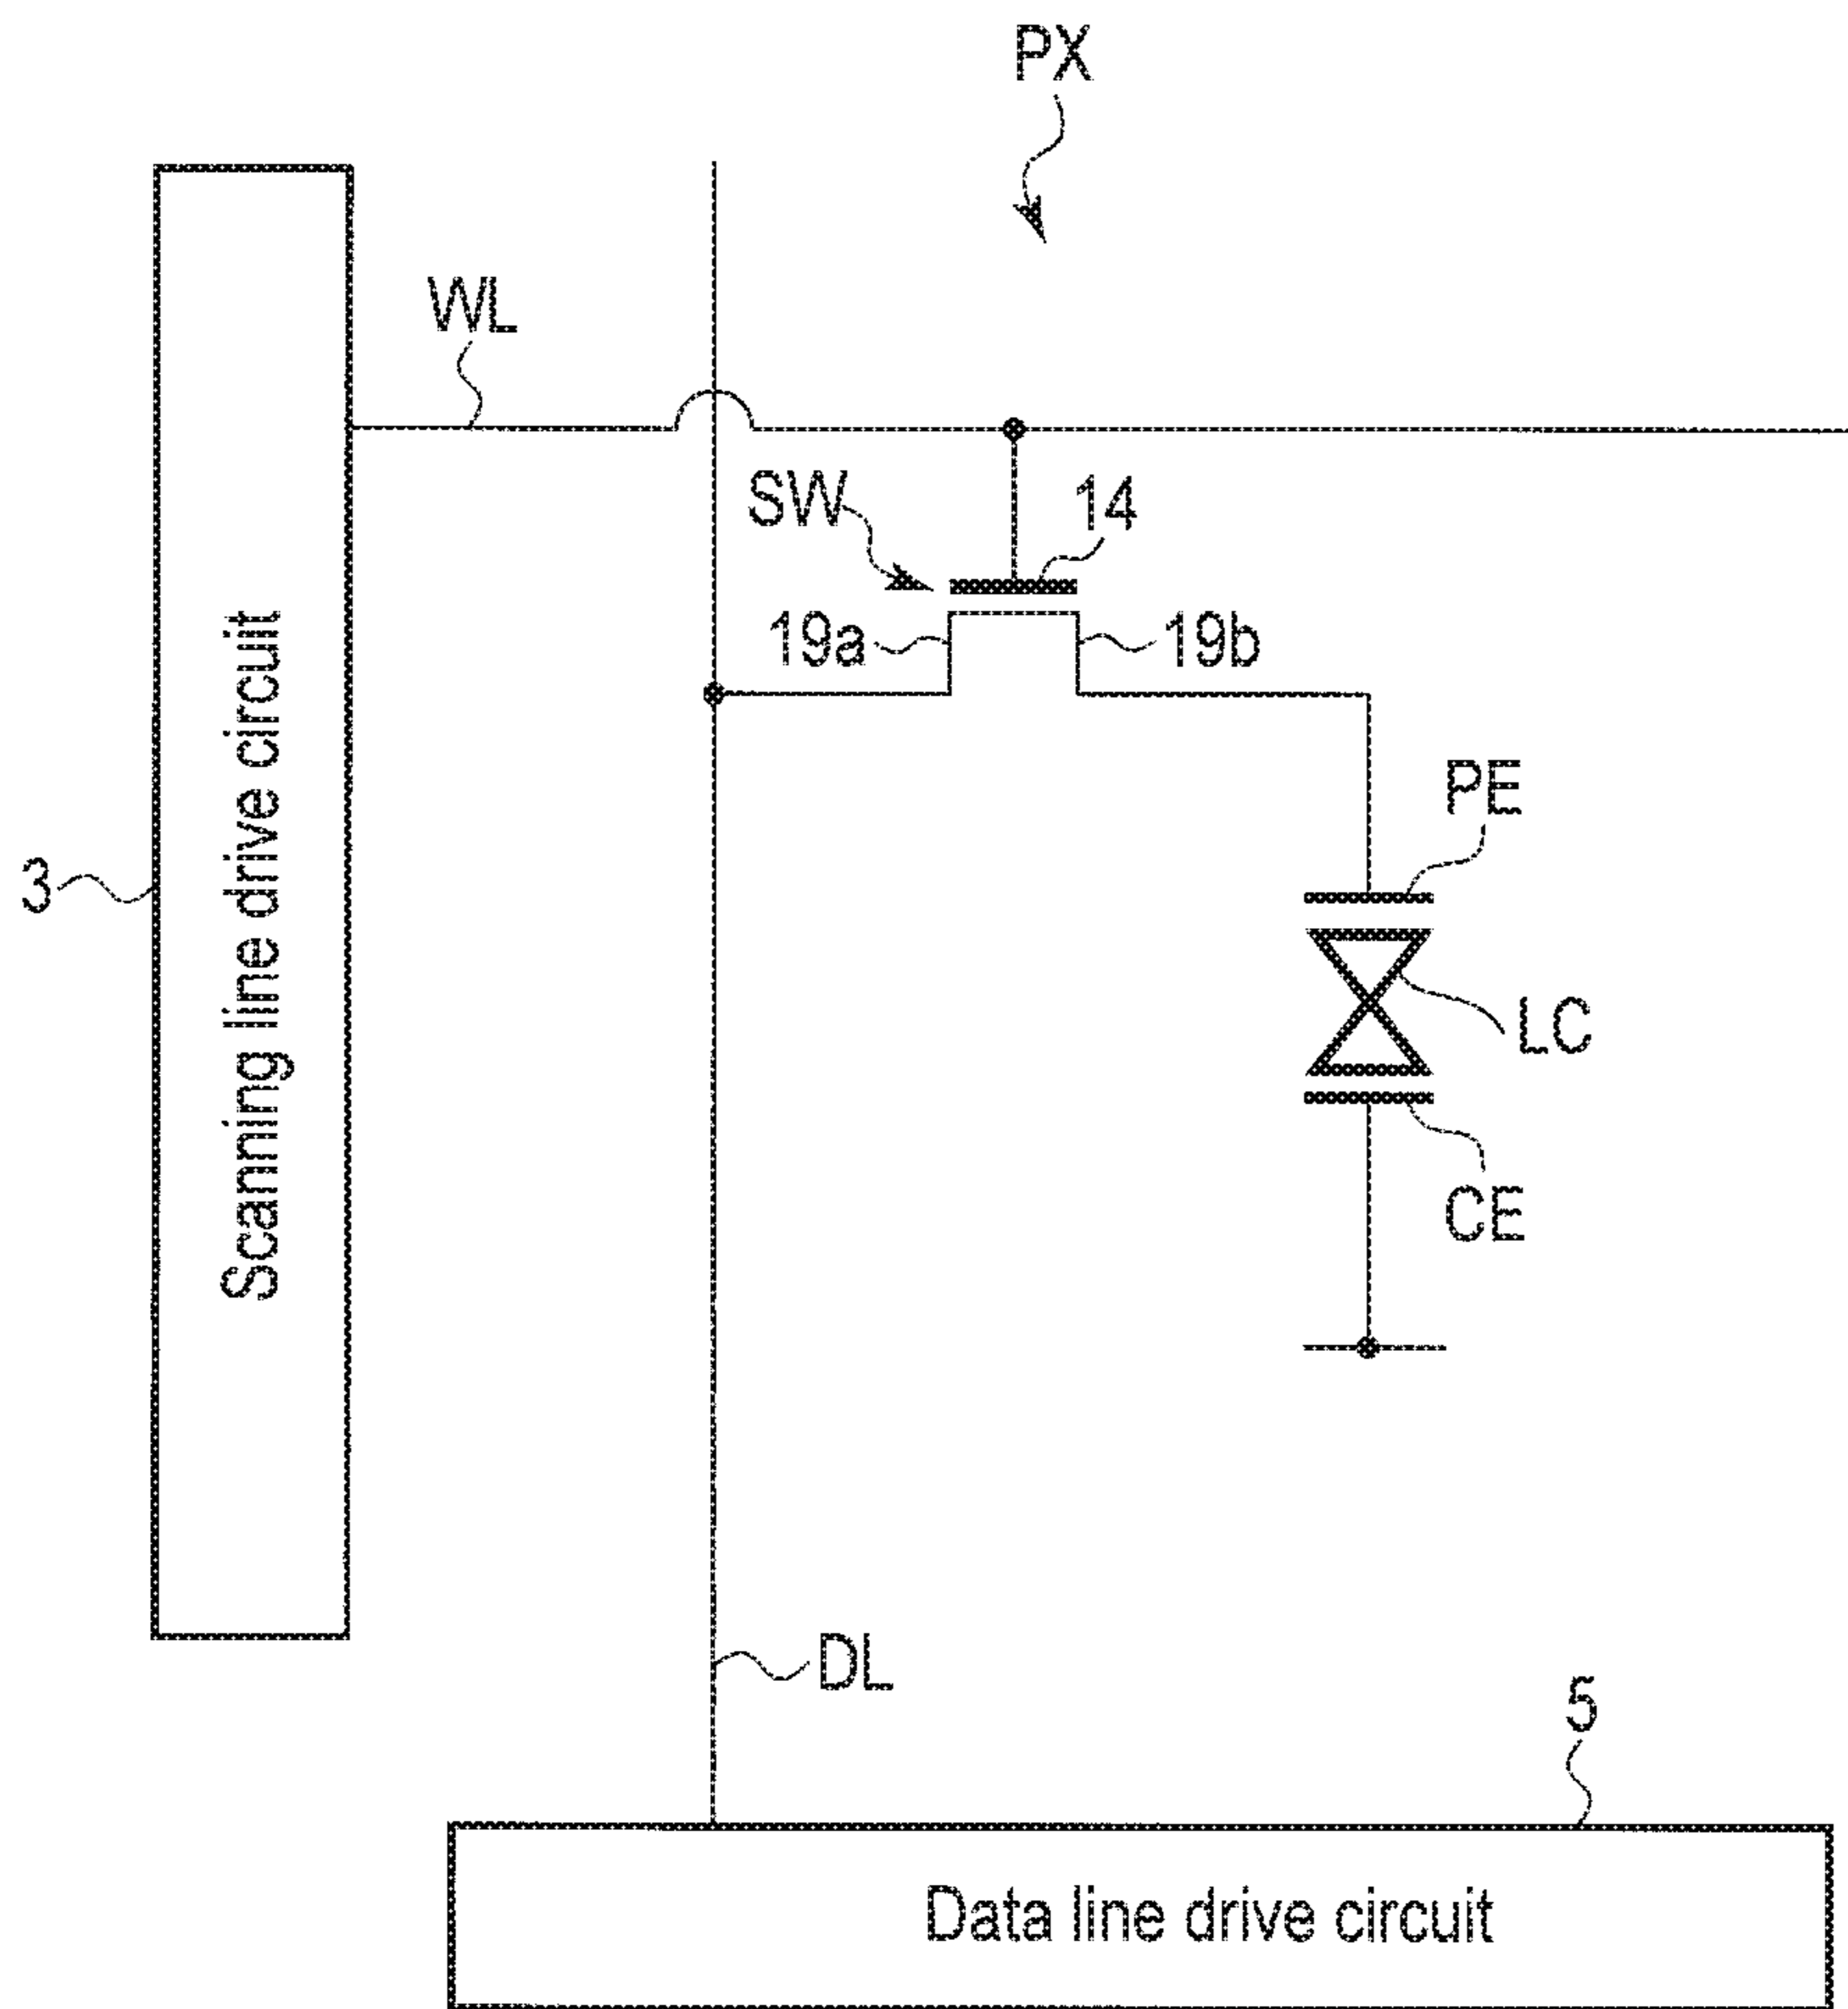 PX
WL
SW
14
19a
19b
PE
3
Scanning line drive circuit
LC
CE
DL
5
Data line drive circuit